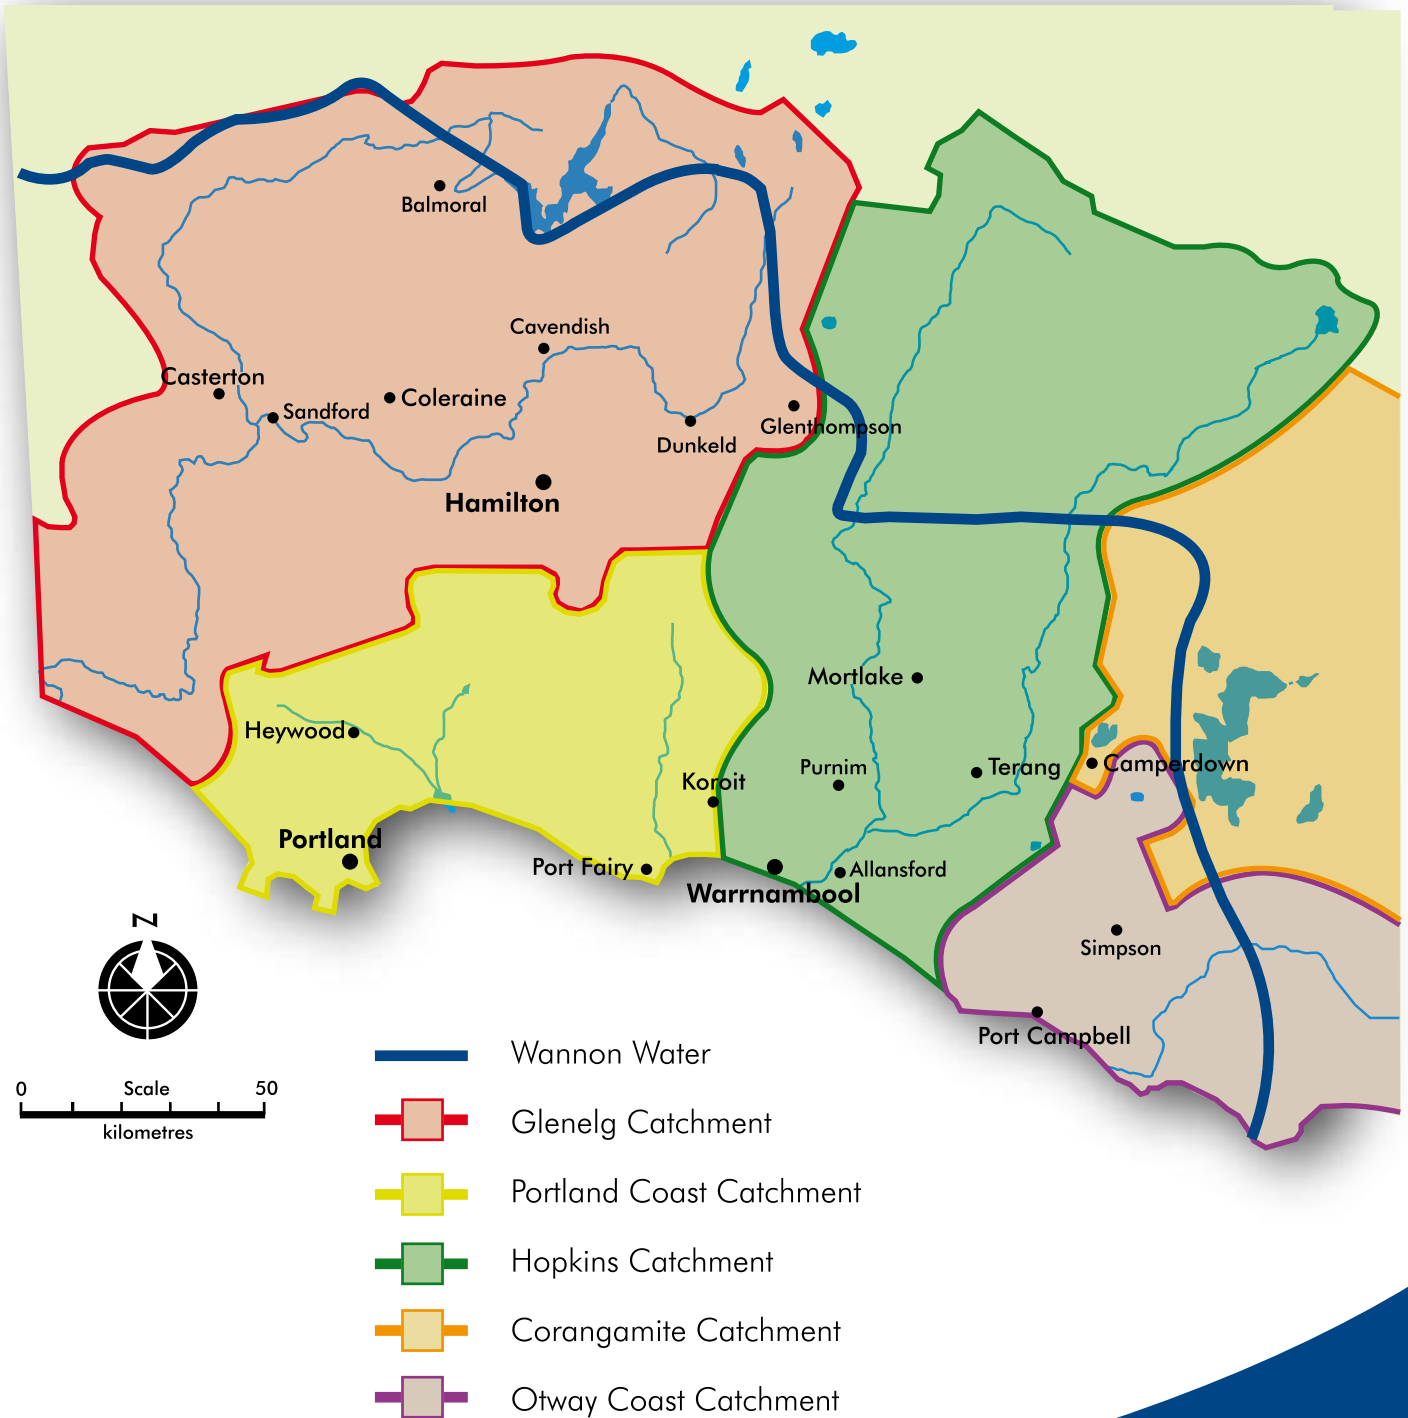 Balmoral
Cavendish
Casterton
Coleraine
Sandford
Glenthompson
Dunkeld
Hamilton
Mortlake
Heywood
Camperdown
Terang
Purnim
Koroit
Portland
Port Fairy
Allansford
Warrnambool
Simpson
Port Campbell
N
0 Scale 50
kilometres
Wannon Water
Glenelg Catchment
Portland Coast Catchment
Hopkins Catchment
Corangamite Catchment
Otway Coast Catchment